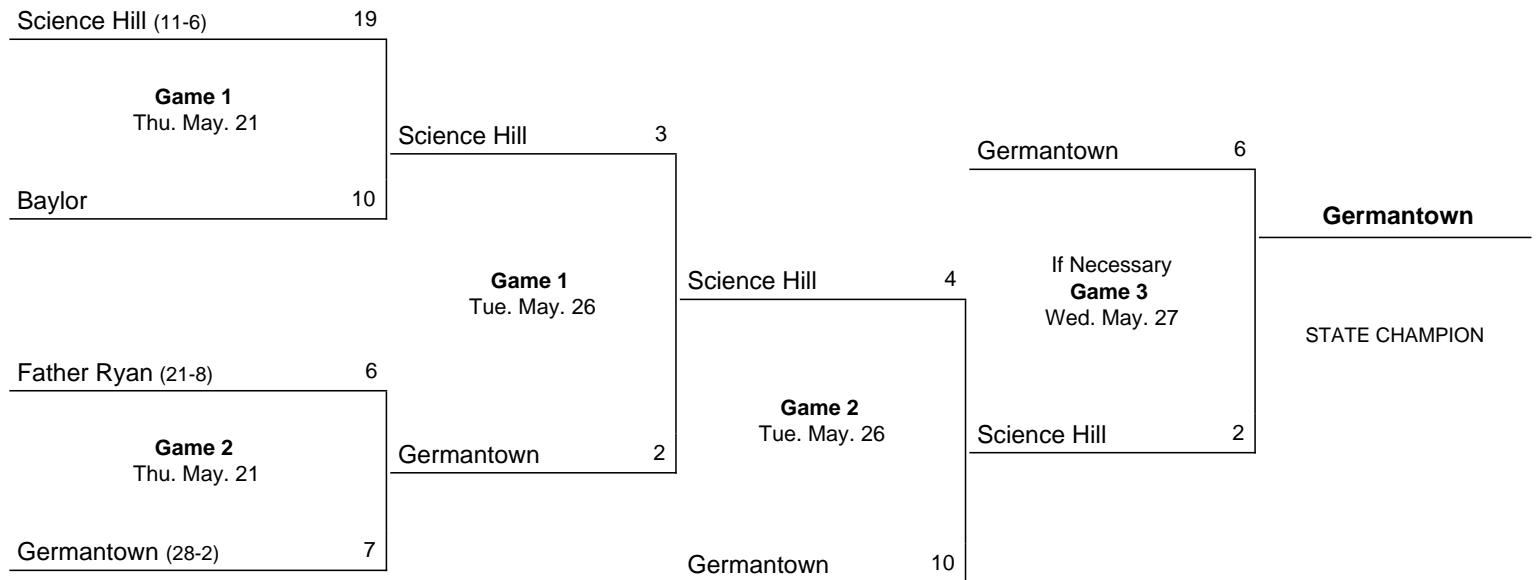 Science Hill (11-6) 19
Game 1
Thu. May. 21
Baylor 10
Science Hill 3
Game 1
Tue. May. 26
Father Ryan (21-8) 6
Game 2
Thu. May. 21
Germantown (28-2) 7
Germantown 2
Science Hill 4
Game 2
Tue. May. 26
Germantown 10
Germantown 6
If Necessary
Game 3
Wed. May. 27
Science Hill 2
Germantown
STATE CHAMPION